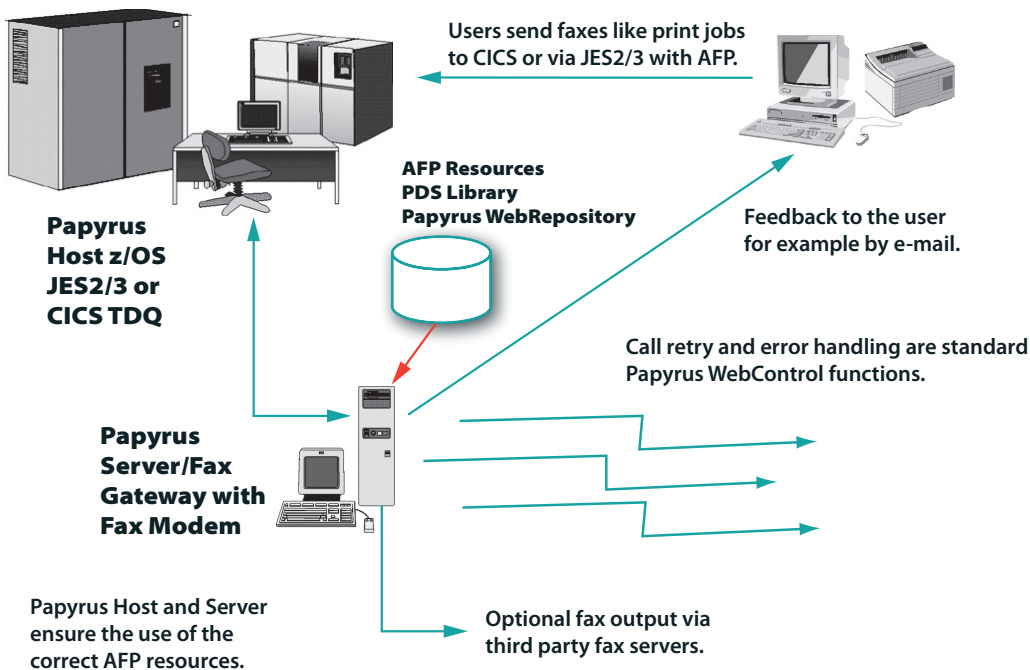 Users send faxes like print jobs
to CICS or via JES2/3 with AFP.
AFP Resources
PDS Library
Papyrus WebRepository
Papyrus
Host z/OS
JES2/3 or
CICS TDQ
Feedback to the user
for example by e-mail.
Call retry and error handling are standard
Papyrus WebControl functions.
Papyrus
Server/Fax
Gateway with
Fax Modem
Papyrus Host and Server
ensure the use of the
correct AFP resources.
Optional fax output via
third party fax servers.